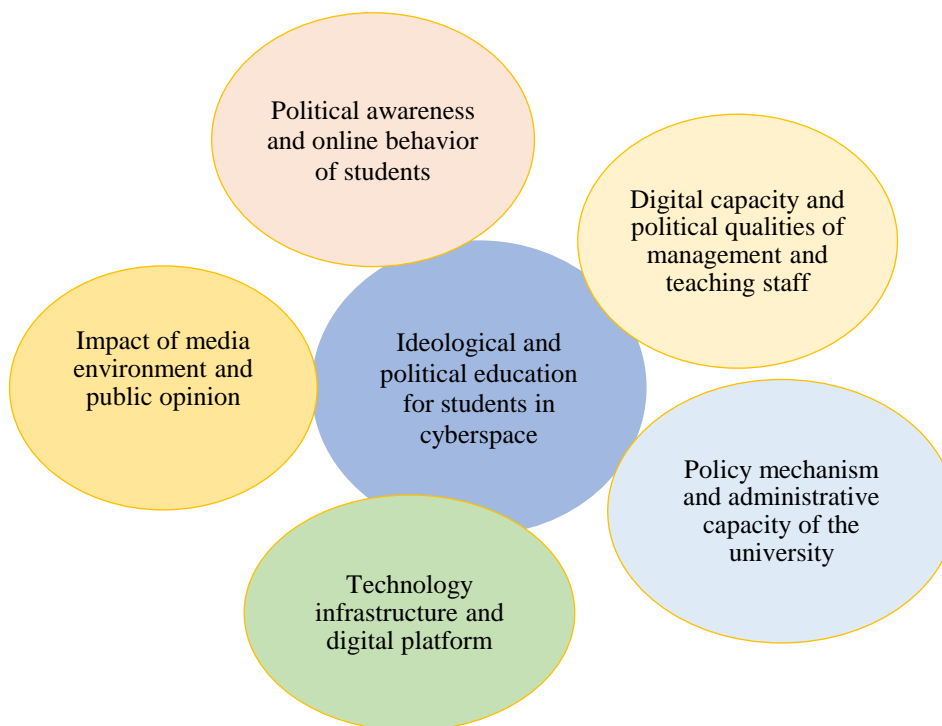 Political awareness
and online behavior
of students
Digital capacity and
political qualities of
management and
teaching staff
Impact of media
environment and
public opinion
Ideological and
political education
for students in
cyberspace
Policy mechanism
and administrative
capacity of the
university
Technology
infrastructure and
digital platform